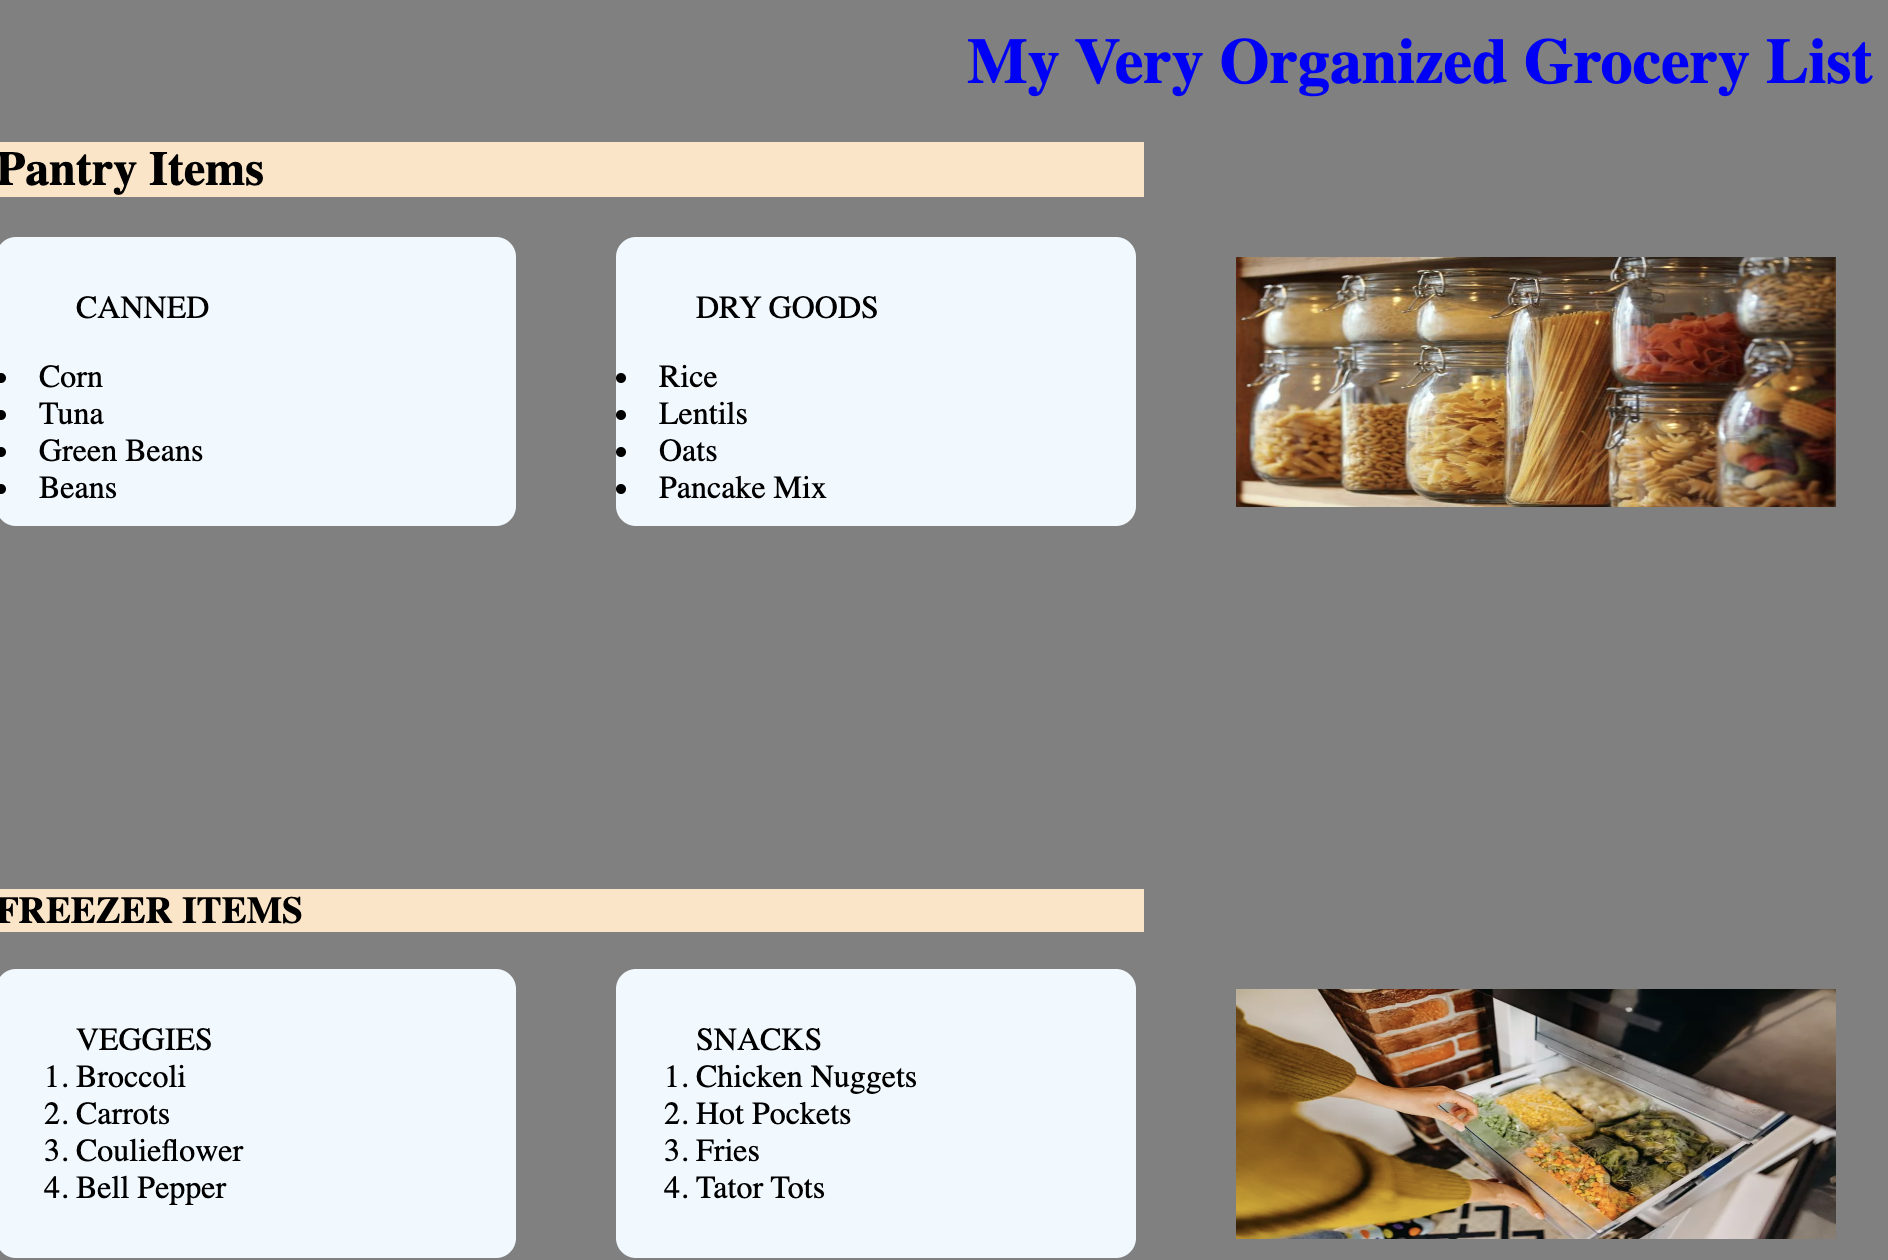 My Very Organized Grocery List
Pantry Items
CANNED
• Corn
• Tuna
• Green Beans
• Beans
DRY GOODS
• Rice
• Lentils
• Oats
• Pancake Mix
FREEZER ITEMS
VEGGIES
1. Broccoli
2. Carrots
3. Coulieflower
4. Bell Pepper
SNACKS
1. Chicken Nuggets
2. Hot Pockets
3. Fries
4. Tator Tots